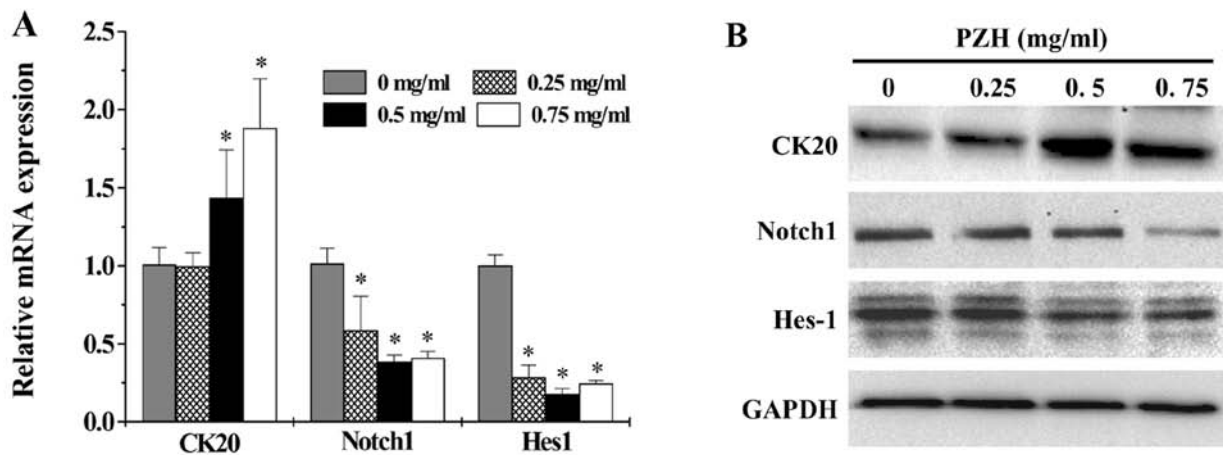 A
Relative mRNA expression
2.5
2.0
1.5
1.0
0.5
0.0
* * * * * * * *
0 mg/ml 0.25 mg/ml
0.5 mg/ml 0.75 mg/ml
CK20 Notch1 Hes1
B
PZH (mg/ml)
0 0.25 0.5 0.75
CK20
Notch1
Hes-1
GAPDH